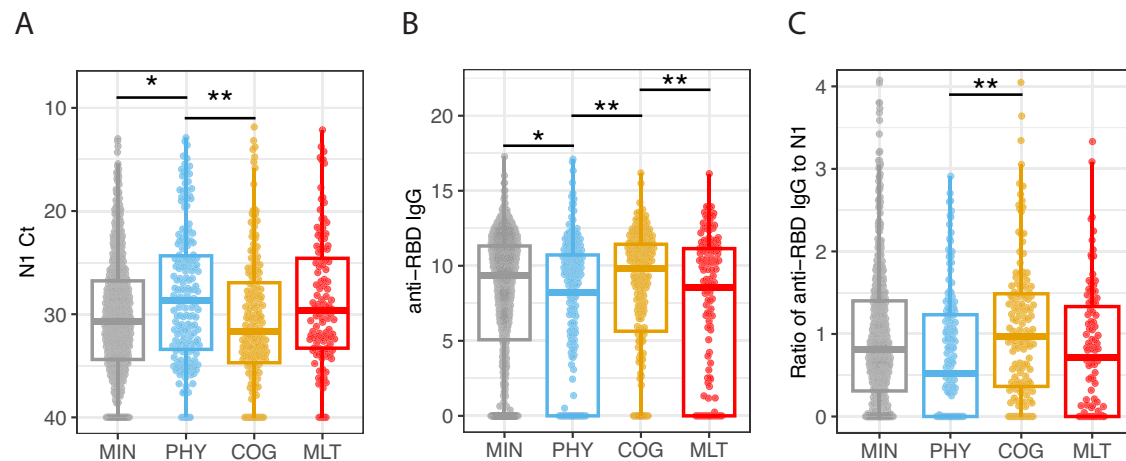 A
N1 Ct
10
20
30
40
*
**
MIN PHY COG MLT
B
anti−RBD IgG
20
15
10
5
0
*
**
**
MIN PHY COG MLT
C
Ratio of anti−RBD IgG to N1
4
3
2
1
0
**
MIN PHY COG MLT